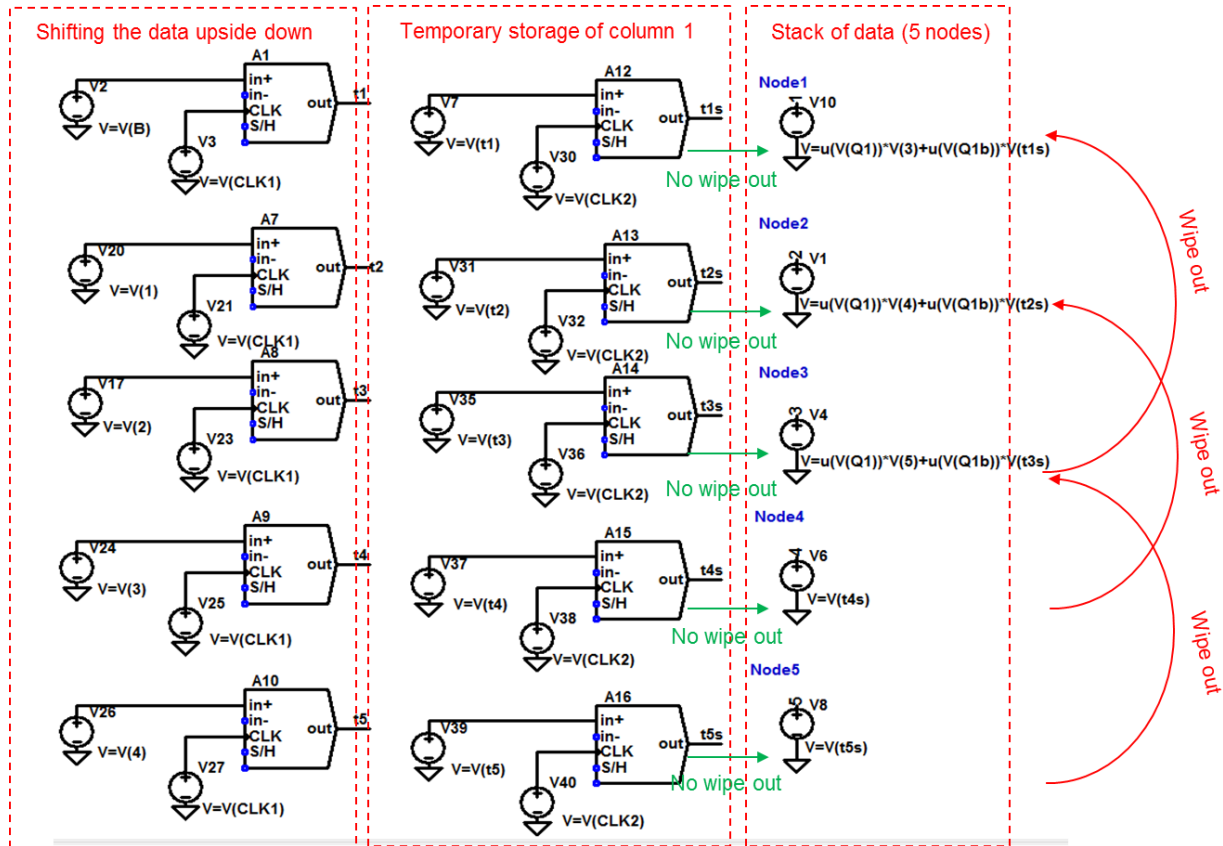 Shifting the data upside down
Temporary storage of column 1
Stack of data (5 nodes)
A1
V2
in+
in-
CLK
S/H
out
t1
V=V(B)
V3
V=V(CLK1)
A12
V7
in+
in-
CLK
S/H
out
t1s
V=V(t1)
V30
V=V(CLK2)
No wipe out
Node1
1
V10
V=u(V(Q1))*V(3)+u(V(Q1b))*V(t1s)
A7
V20
in+
in-
CLK
S/H
out
t2
V=V(1)
V21
V=V(CLK1)
A13
V31
in+
in-
CLK
S/H
out
t2s
V=V(t2)
V32
V=V(CLK2)
No wipe out
Node2
2
V1
V=u(V(Q1))*V(4)+u(V(Q1b))*V(t2s)
A8
V17
in+
in-
CLK
S/H
out
t3
V=V(2)
V23
V=V(CLK1)
A14
V35
in+
in-
CLK
S/H
out
t3s
V=V(t3)
V36
V=V(CLK2)
No wipe out
Node3
3
V4
V=u(V(Q1))*V(5)+u(V(Q1b))*V(t3s)
A9
V24
in+
in-
CLK
S/H
out
t4
V=V(3)
V25
V=V(CLK1)
A15
V37
in+
in-
CLK
S/H
out
t4s
V=V(t4)
V38
V=V(CLK2)
No wipe out
Node4
4
V6
V=V(t4s)
A10
V26
in+
in-
CLK
S/H
out
t5
V=V(4)
V27
V=V(CLK1)
A16
V39
in+
in-
CLK
S/H
out
t5s
V=V(t5)
V40
V=V(CLK2)
No wipe out
Node5
5
V8
V=V(t5s)
Wipe out
Wipe out
Wipe out